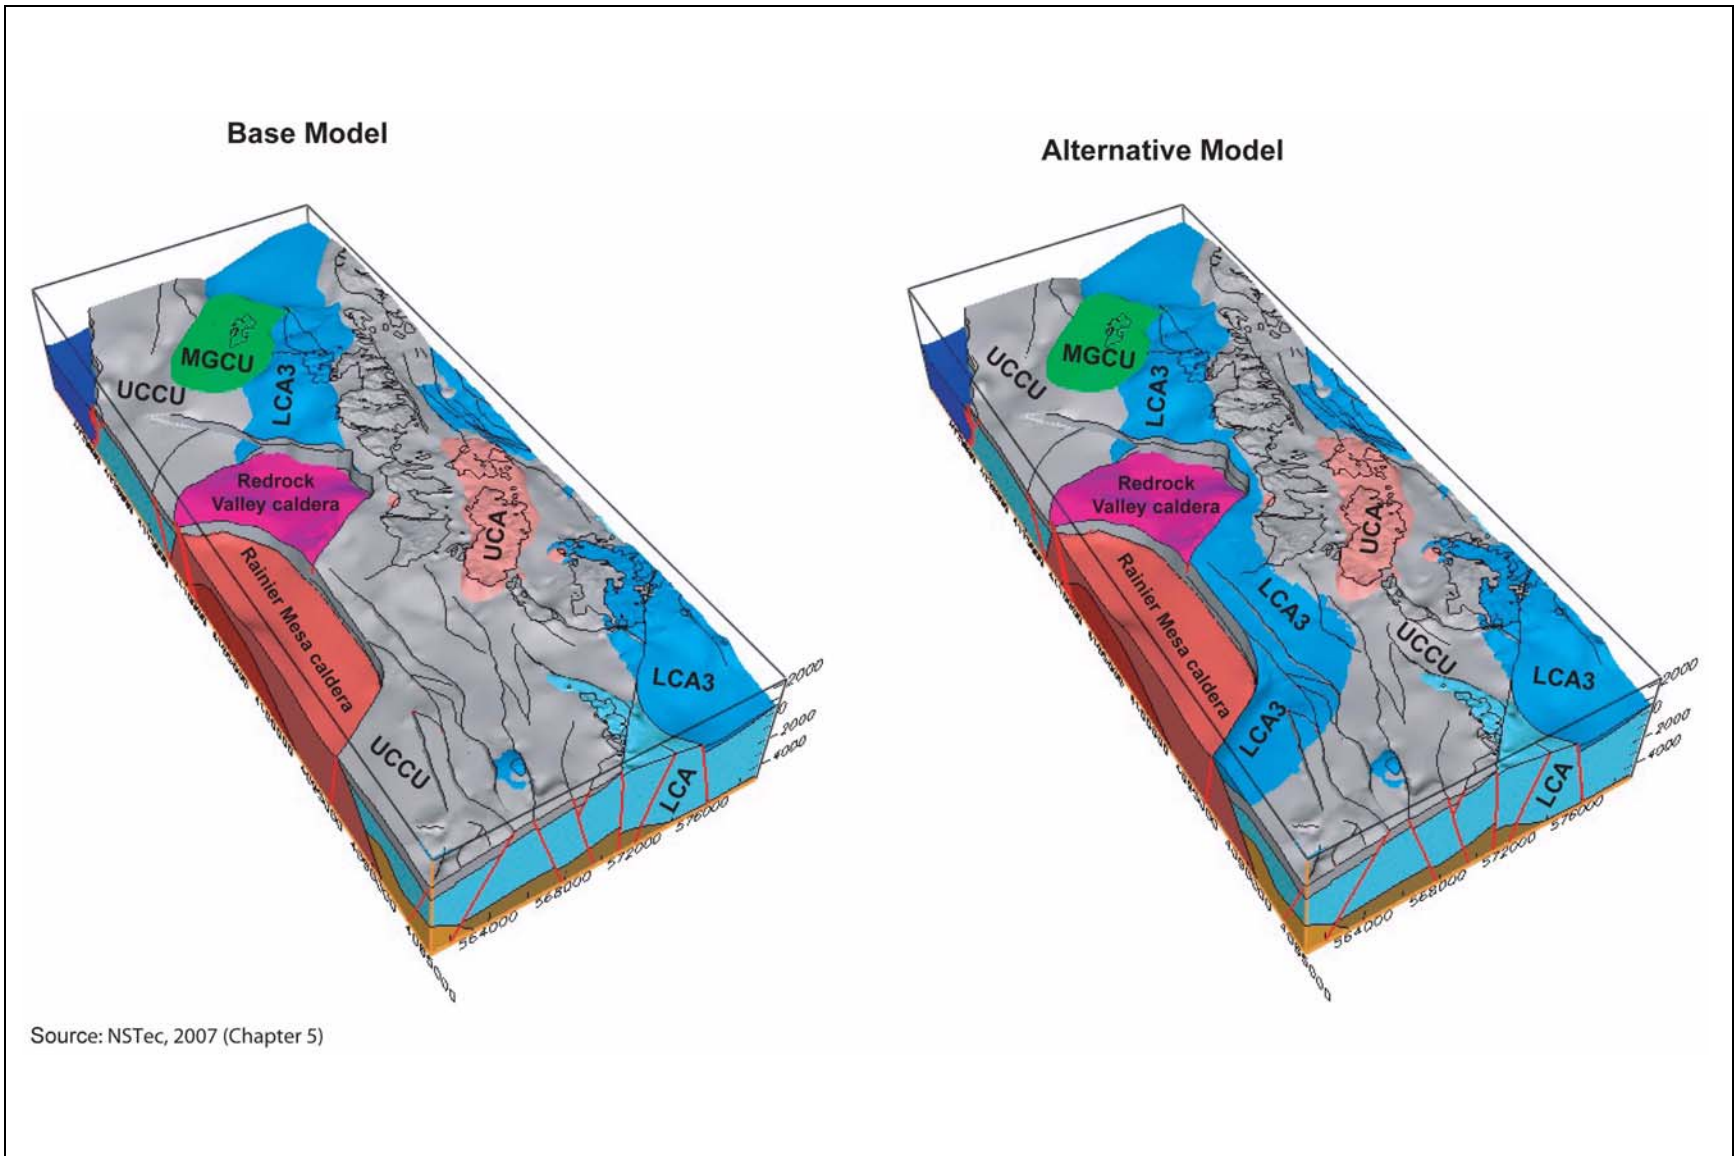 Base Model
MGCU
UCCU
LCA3
Redrock
Valley caldera
UCA
Rainier Mesa caldera
LCA3
UCCU
LCA
2000
0
2000
4000
564000
568000
572000
576000
Alternative Model
MGCU
UCCU
LCA3
Redrock
Valley caldera
UCA
Rainier Mesa caldera
LCA3
UCCU
LCA3
LCA3
LCA
2000
0
2000
4000
564000
568000
572000
576000
Source: NSTec, 2007 (Chapter 5)